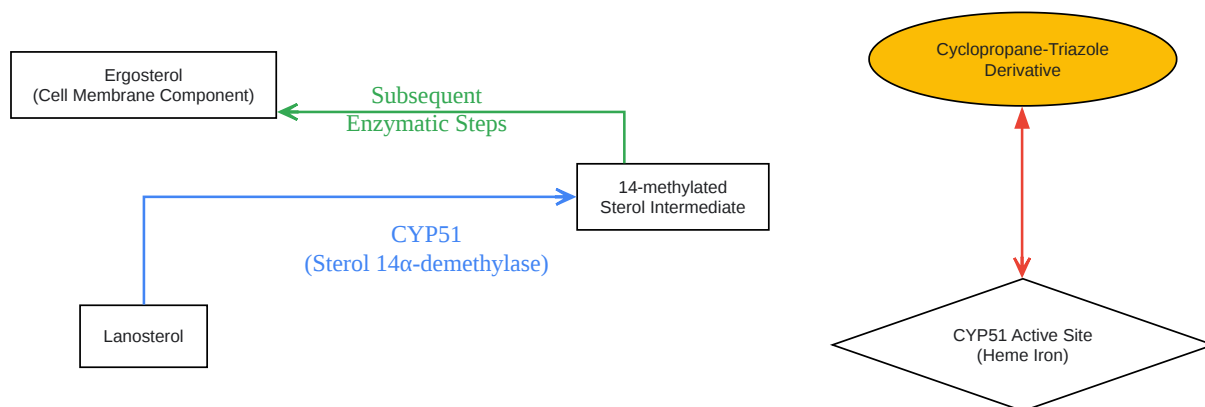 Ergosterol
(Cell Membrane Component)
Subsequent
Enzymatic Steps
14-methylated
Sterol Intermediate
CYP51
(Sterol 14α-demethylase)
Lanosterol
Cyclopropane-Triazole
Derivative
CYP51 Active Site
(Heme Iron)